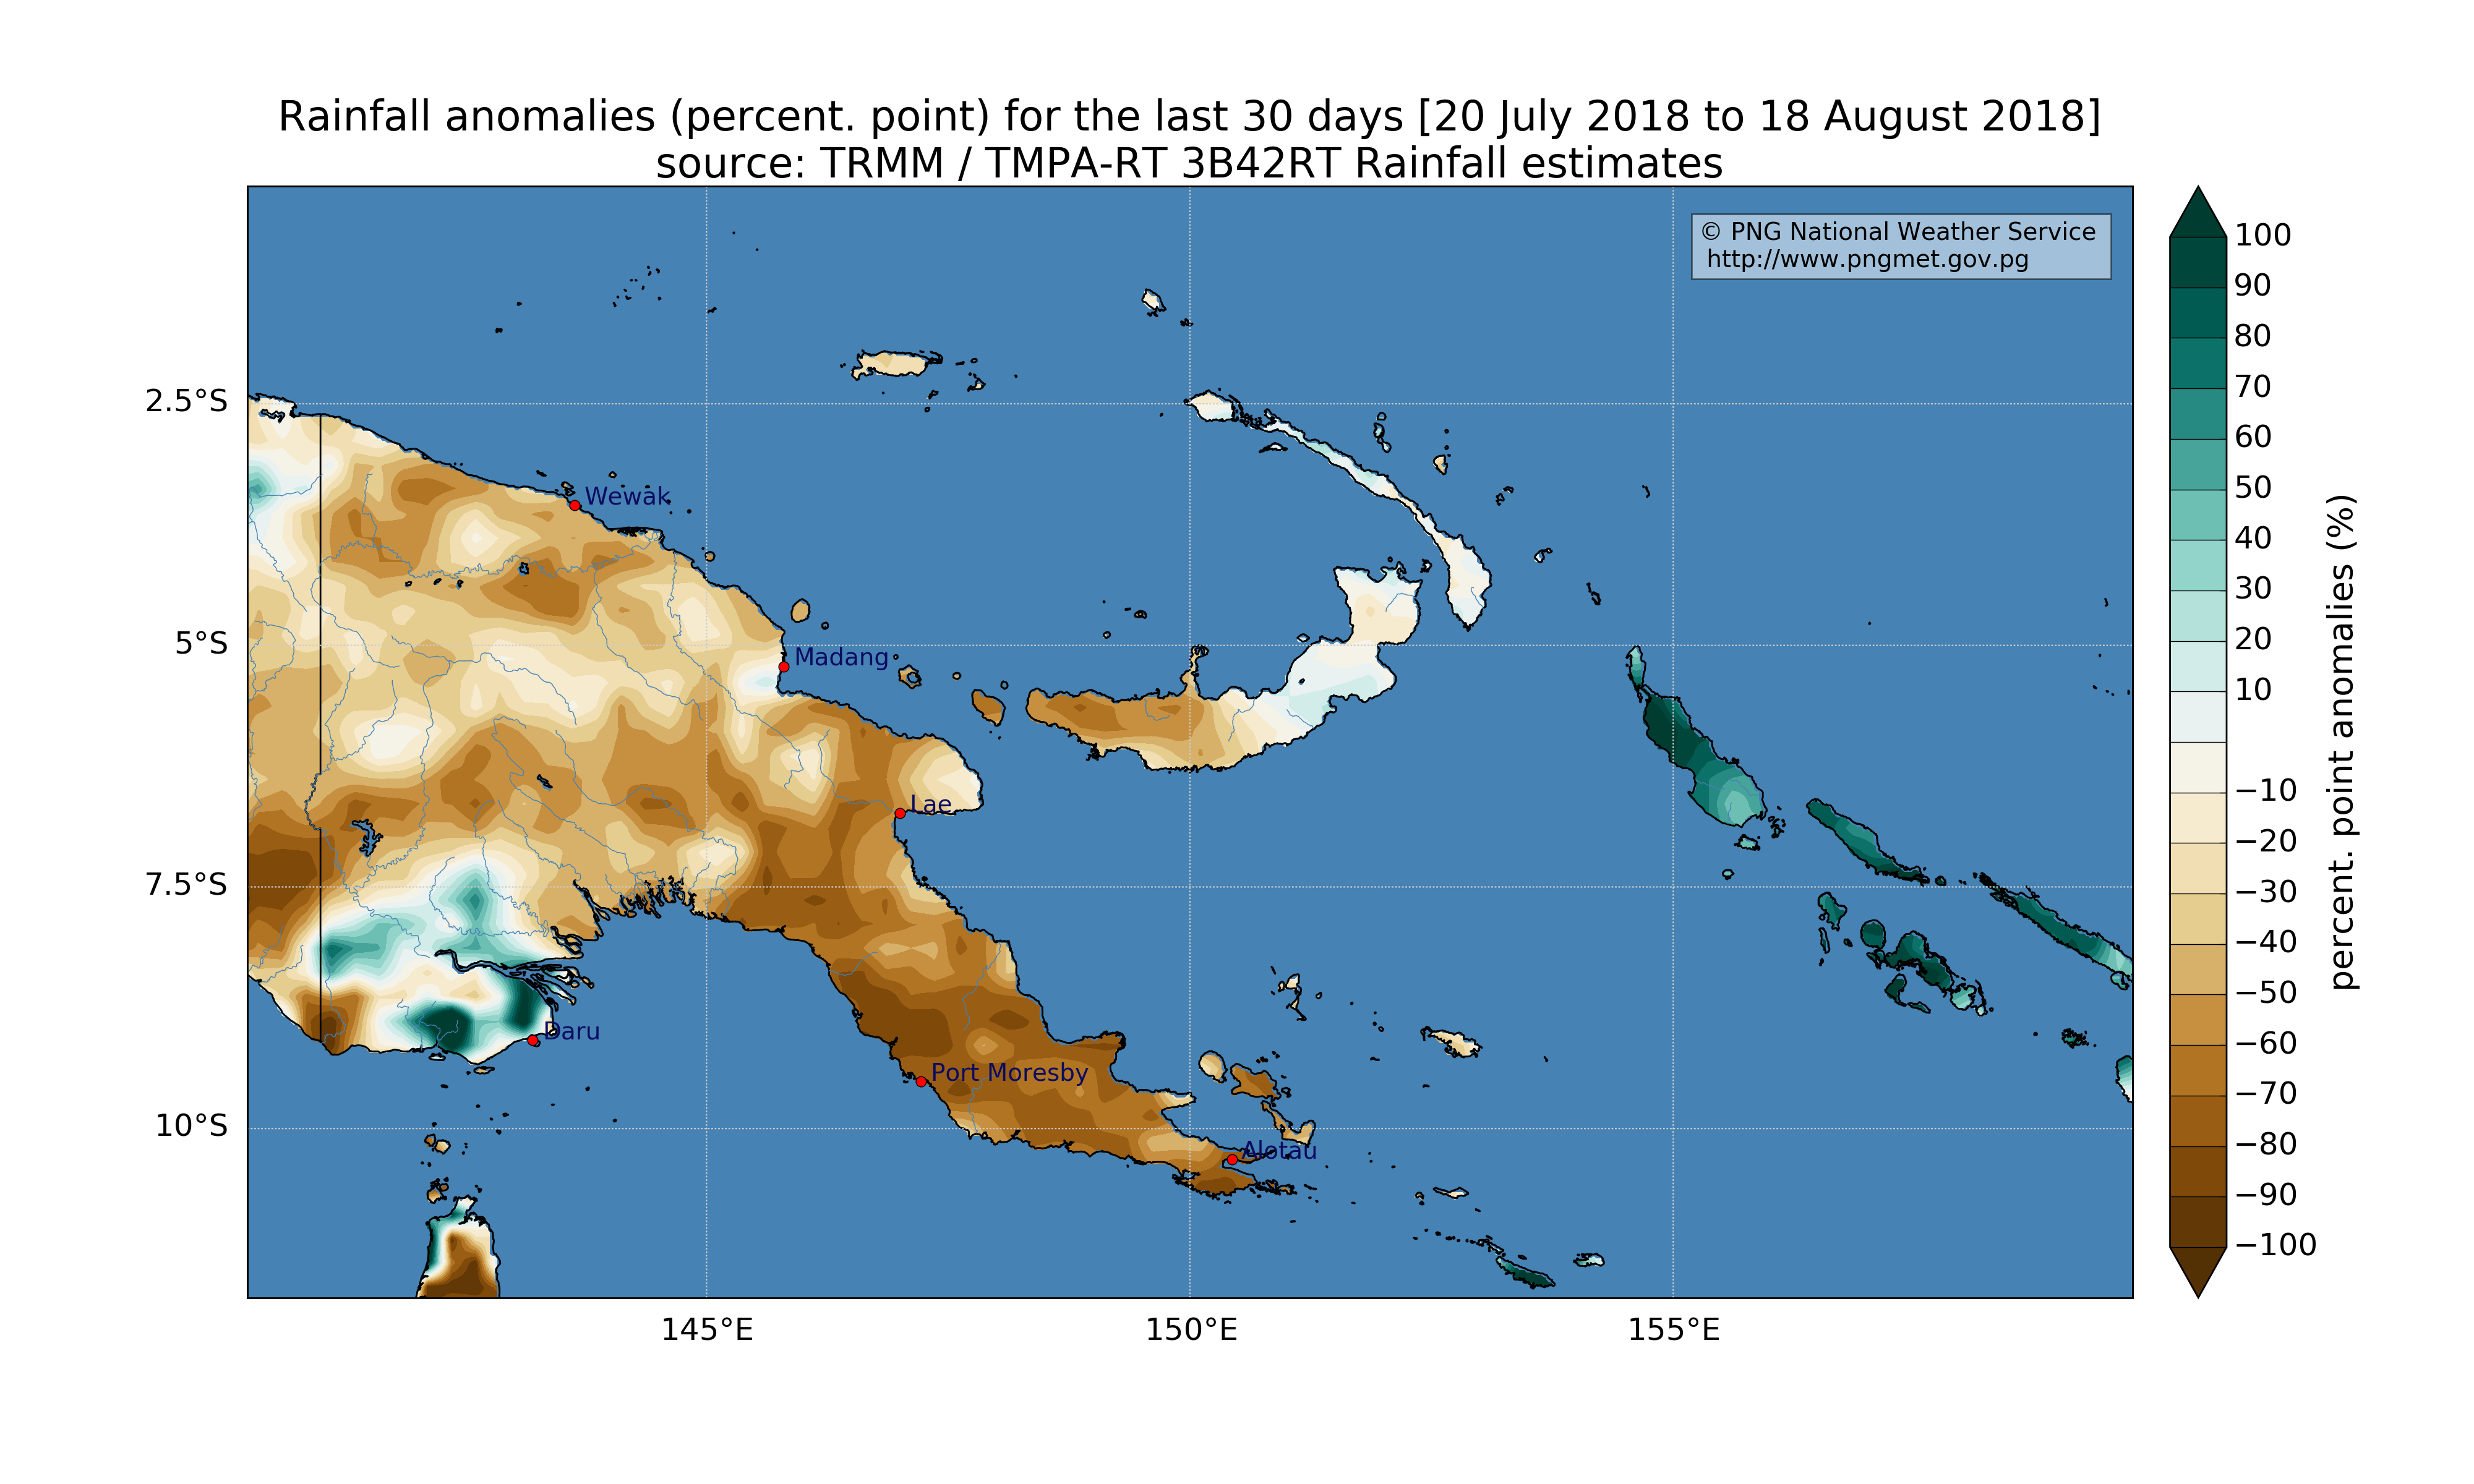 Rainfall anomalies (percent. point) for the last 30 days [20 July 2018 to 18 August 2018]
source: TRMM / TMPA-RT 3B42RT Rainfall estimates
© PNG National Weather Service
http://www.pngmet.gov.pg
2.5°S
5°S
7.5°S
10°S
145°E
150°E
155°E
Wewak
Madang
Lae
Daru
Port Moresby
Alotau
100
90
80
70
60
50
40
30
20
10
−10
−20
−30
−40
−50
−60
−70
−80
−90
−100
percent. point anomalies (%)